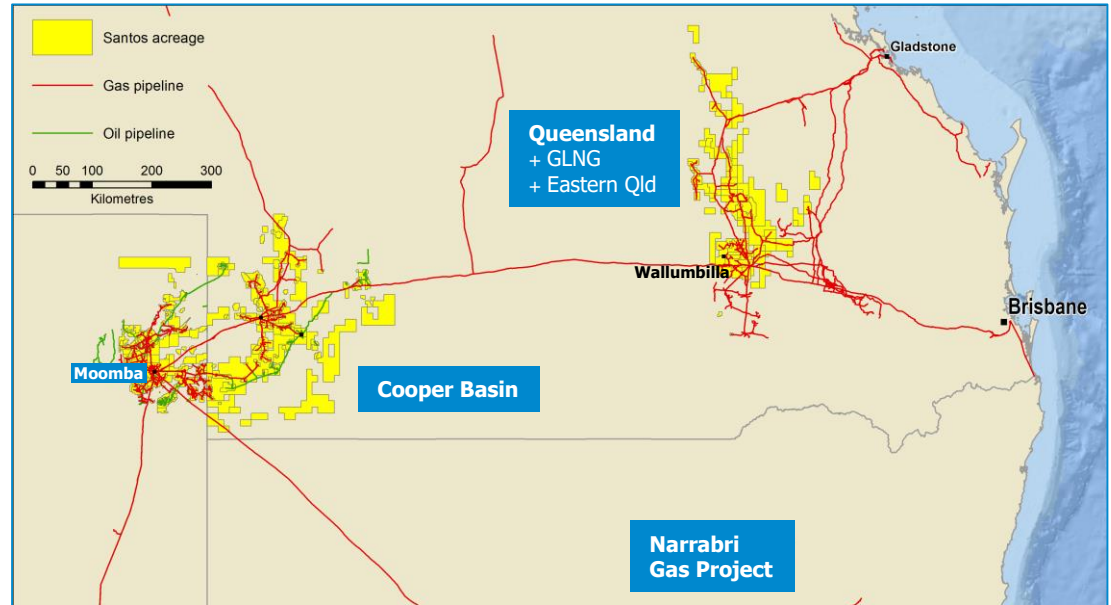 Santos acreage
Gas pipeline
Oil pipeline
0 50 100 200 300
Kilometres
Gladstone
Queensland
+ GLNG
+ Eastern Qld
Wallumbilla
Brisbane
Moomba
Cooper Basin
Narrabri
Gas Project